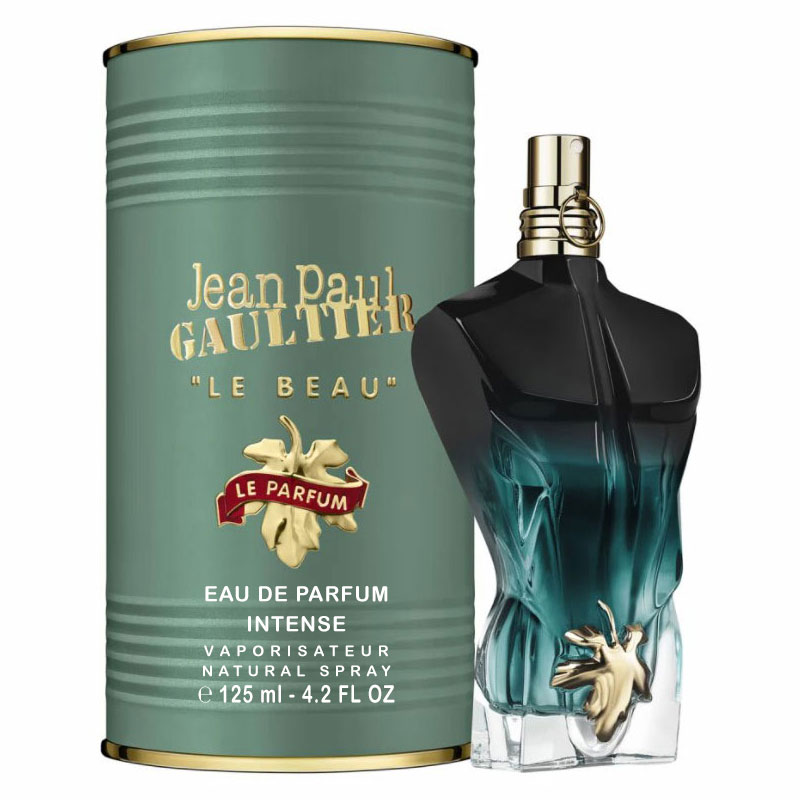 Jean Paul
GAULTIER
"LE BEAU"
LE PARFUM
EAU DE PARFUM
INTENSE
VAPORISATEUR
NATURAL SPRAY
℮ 125 ml - 4.2 FL OZ